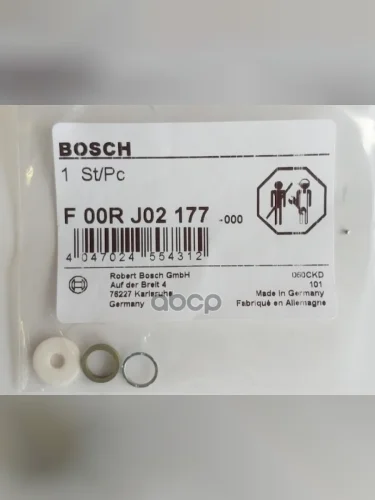 BOSCH
1 St/Pc
F 00R J02 177 -000
4 047024 554312
Robert Bosch GmbH
Auf der Breit 4
76227 Karlsruhe
Germany
060CKD
101
Made in Germany
Fabriqué en Allemagne
abcp